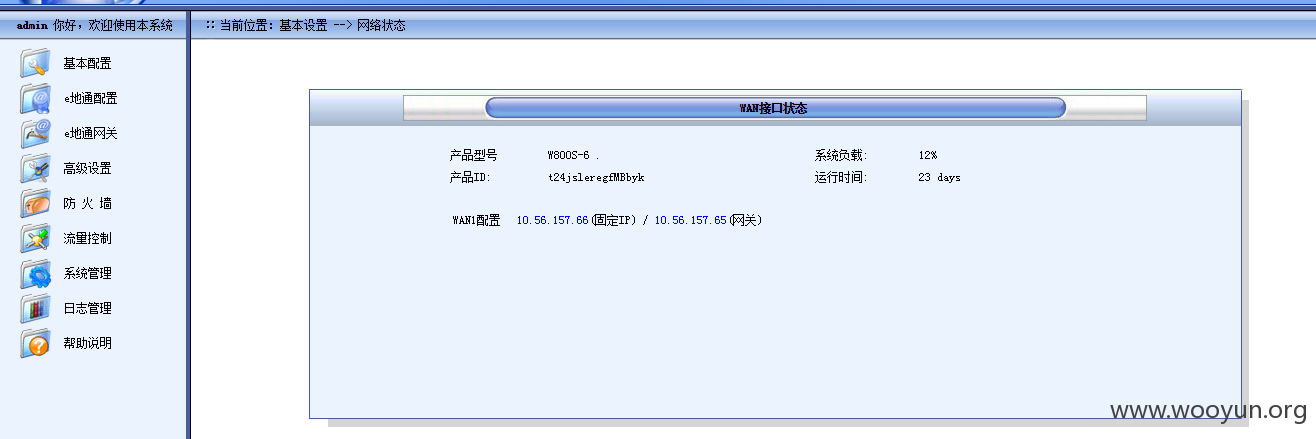 admin 你好，欢迎使用本系统
:: 当前位置：基本设置 --> 网络状态
基本配置
e地通配置
e地通网关
高级设置
防 火 墙
流量控制
系统管理
日志管理
帮助说明
WAN接口状态
产品型号 W800S-6 . 系统负载: 12%
产品ID: t24jsleregfMBbyk 运行时间: 23 days
WAN1配置 10.56.157.66(固定IP) / 10.56.157.65(网关)
www.wooyun.org